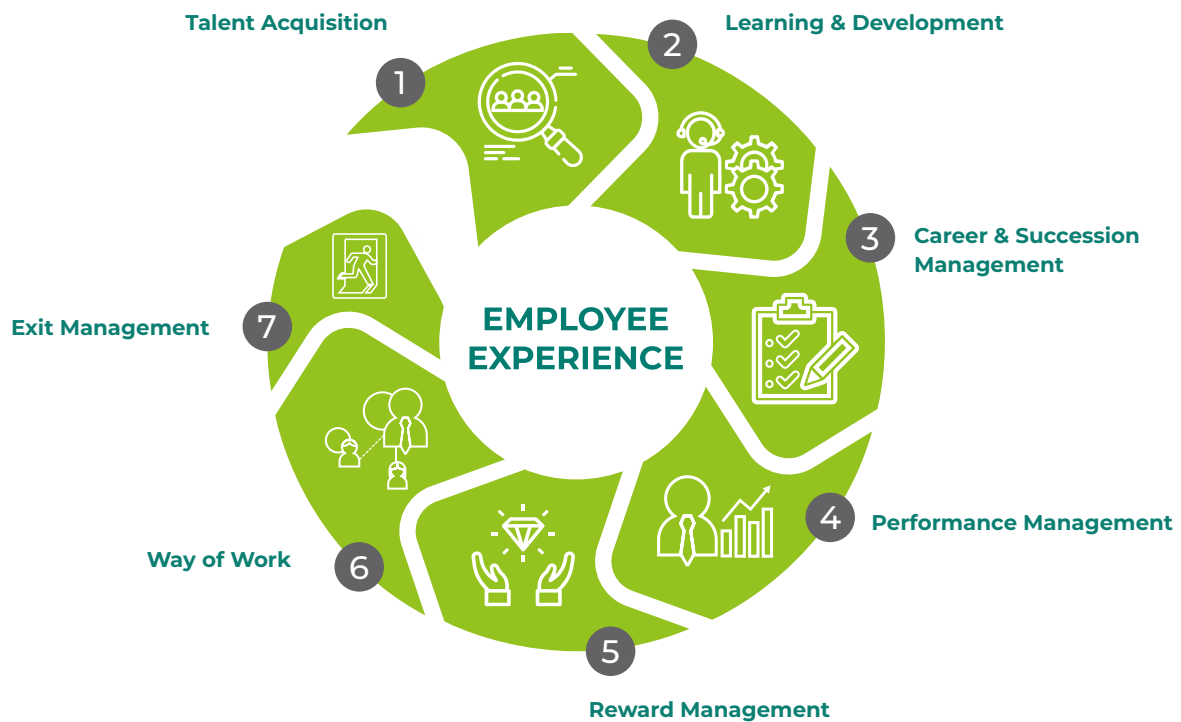 Talent Acquisition
1
2
Learning & Development
3
Career & Succession
Management
EMPLOYEE
EXPERIENCE
7
Exit Management
4
Performance Management
6
Way of Work
5
Reward Management